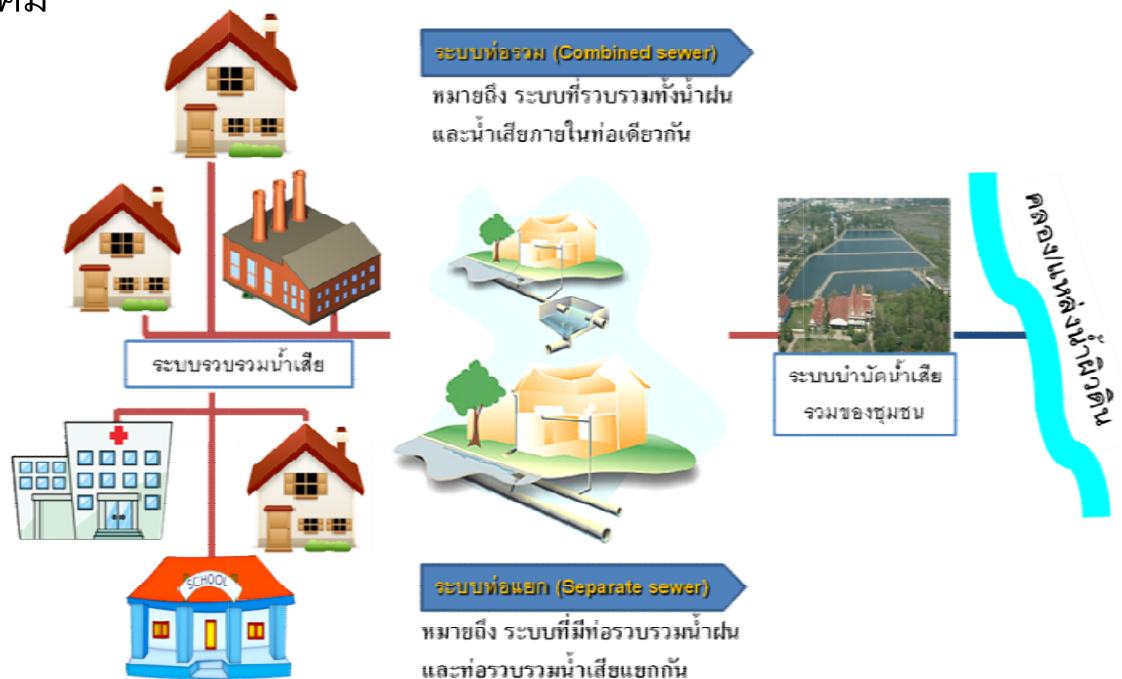 ระบบท่อรวม (Combined sewer)
หมายถึง ระบบที่รวบรวมทั้งน้ำฝน
และน้ำเสียภายในท่อเดียวกัน
ระบบรวบรวมน้ำเสีย
ระบบบำบัดน้ำเสีย
รวมของชุมชน
คลอง/แหล่งน้ำผิวดิน
SCHOOL
ระบบท่อแยก (Separate sewer)
หมายถึง ระบบที่มีท่อรวบรวมน้ำฝน
และท่อรวบรวมน้ำเสียแยกกัน